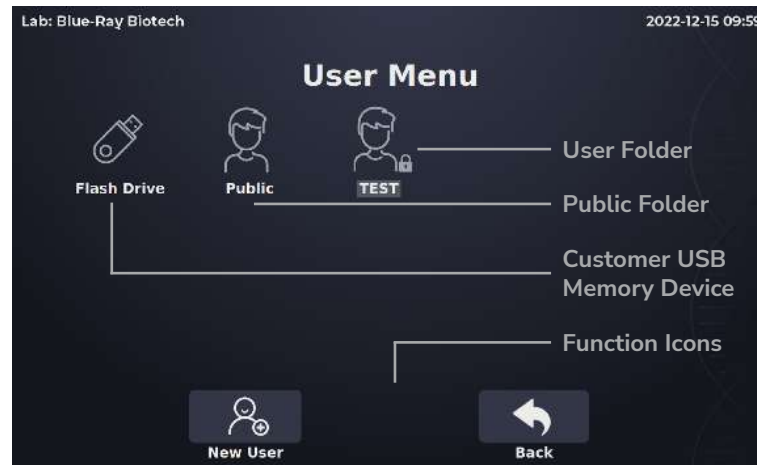 Lab: Blue-Ray Biotech
2022-12-15 09:59
User Menu
User Folder
Flash Drive
Public
TEST
Public Folder
Customer USB
Memory Device
Function Icons
New User
Back